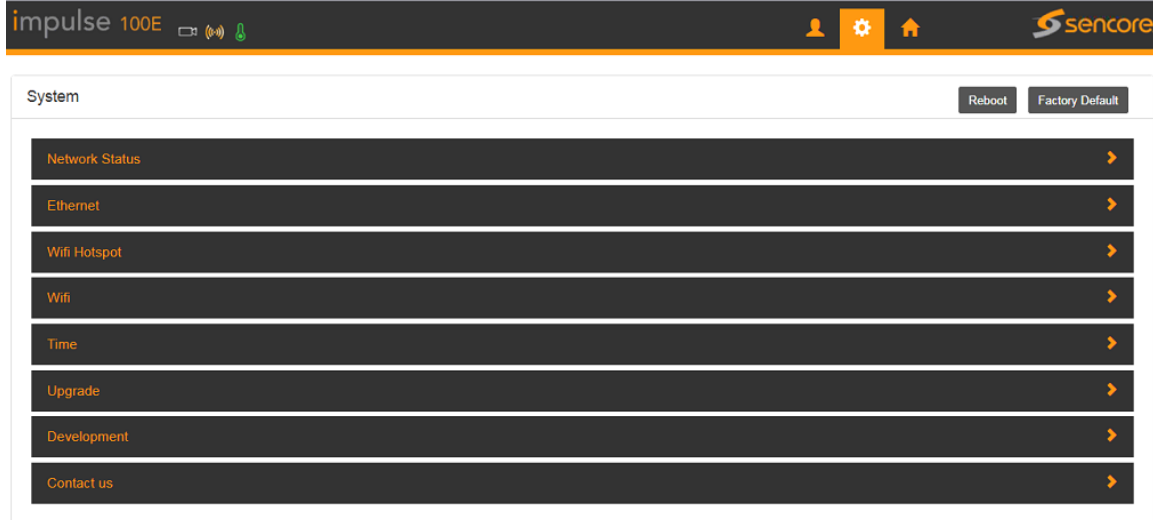 impulse 100E
sencore
System
Reboot Factory Default
Network Status
Ethernet
Wifi Hotspot
Wifi
Time
Upgrade
Development
Contact us